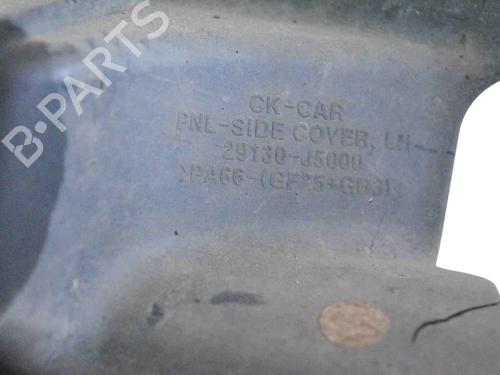 B-PARTS
CK-CAR
PNL-SIDE COVER, LH
29130-J5000
>PA66-(GF25+GB3)<